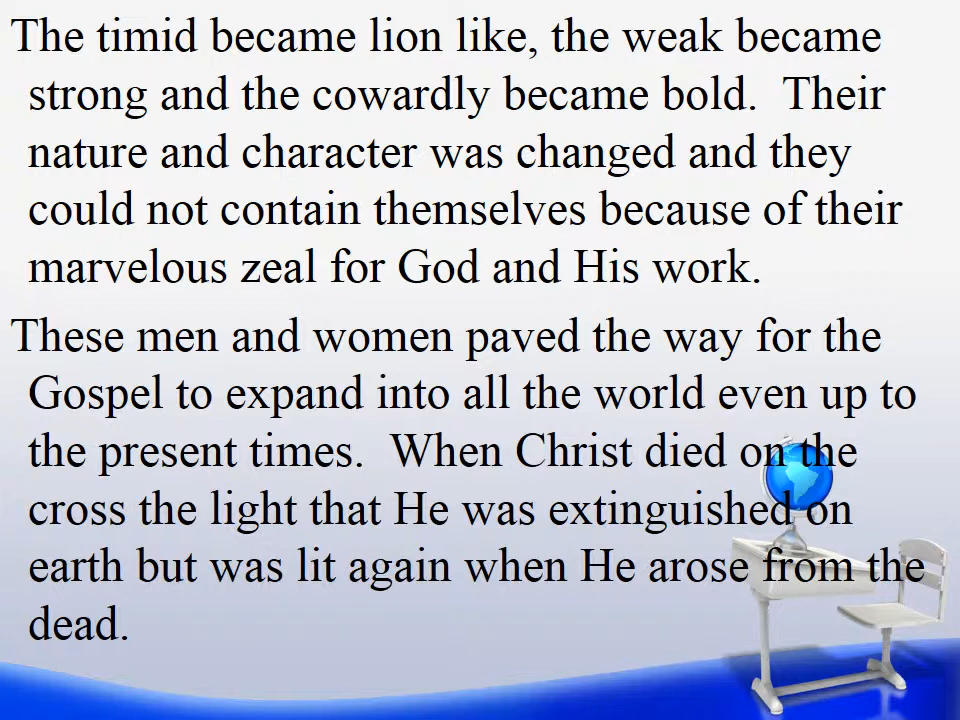 The timid became lion like, the weak became
strong and the cowardly became bold.  Their
nature and character was changed and they
could not contain themselves because of their
marvelous zeal for God and His work.
These men and women paved the way for the
Gospel to expand into all the world even up to
the present times.  When Christ died on the
cross the light that He was extinguished on
earth but was lit again when He arose from the
dead.